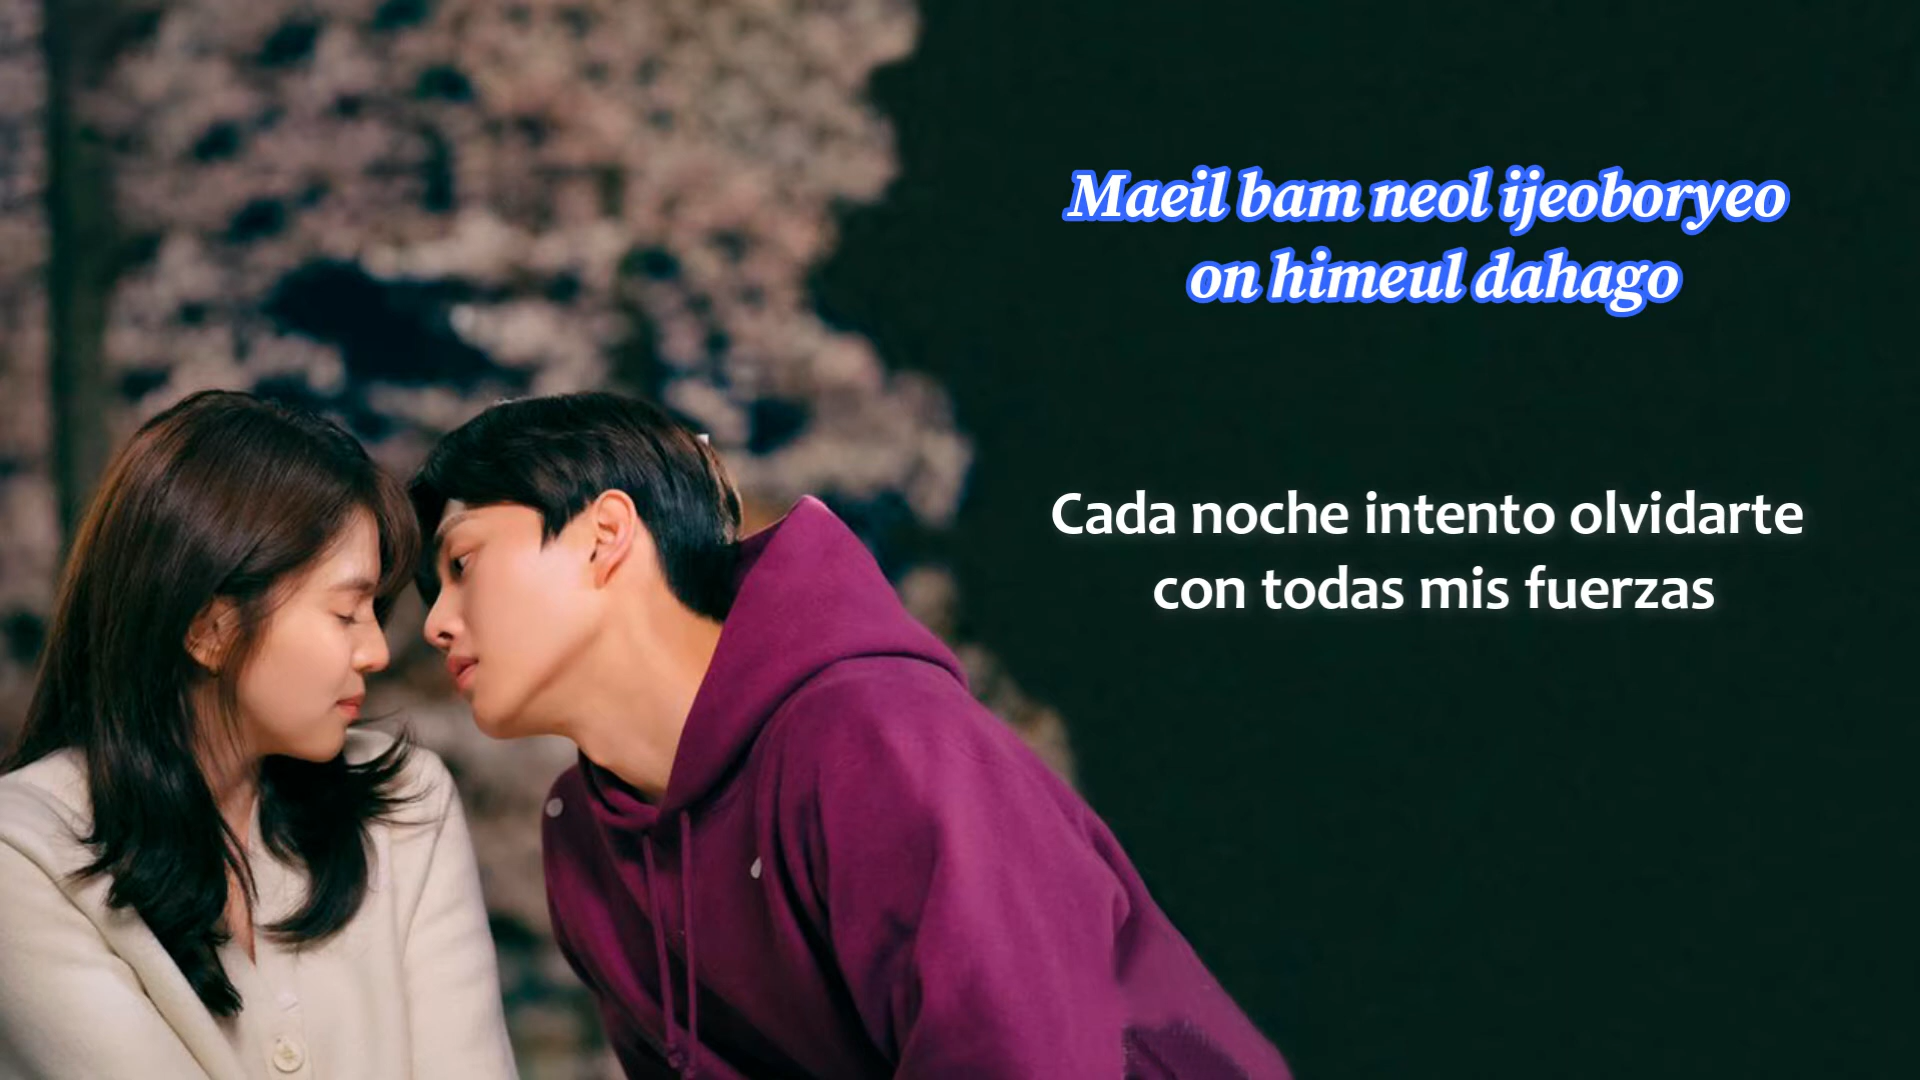 Maeil bam neol ijeoboryeo
on himeul dahago
Cada noche intento olvidarte
con todas mis fuerzas